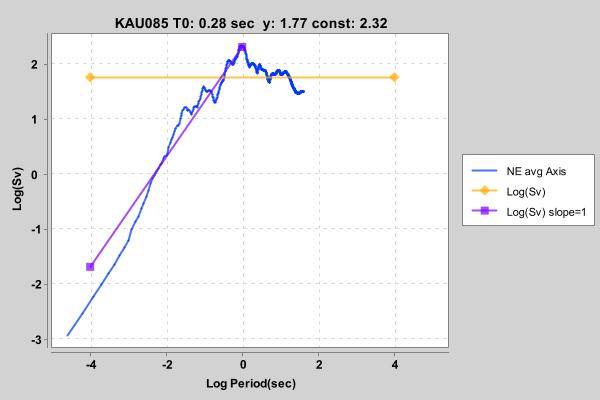 KAU085 T0: 0.28 sec y: 1.77 const: 2.32
Log(Sv)
2
1
0
-1
-2
-3
-4
-2
0
2
4
Log Period(sec)
NE avg Axis
Log(Sv)
Log(Sv) slope=1